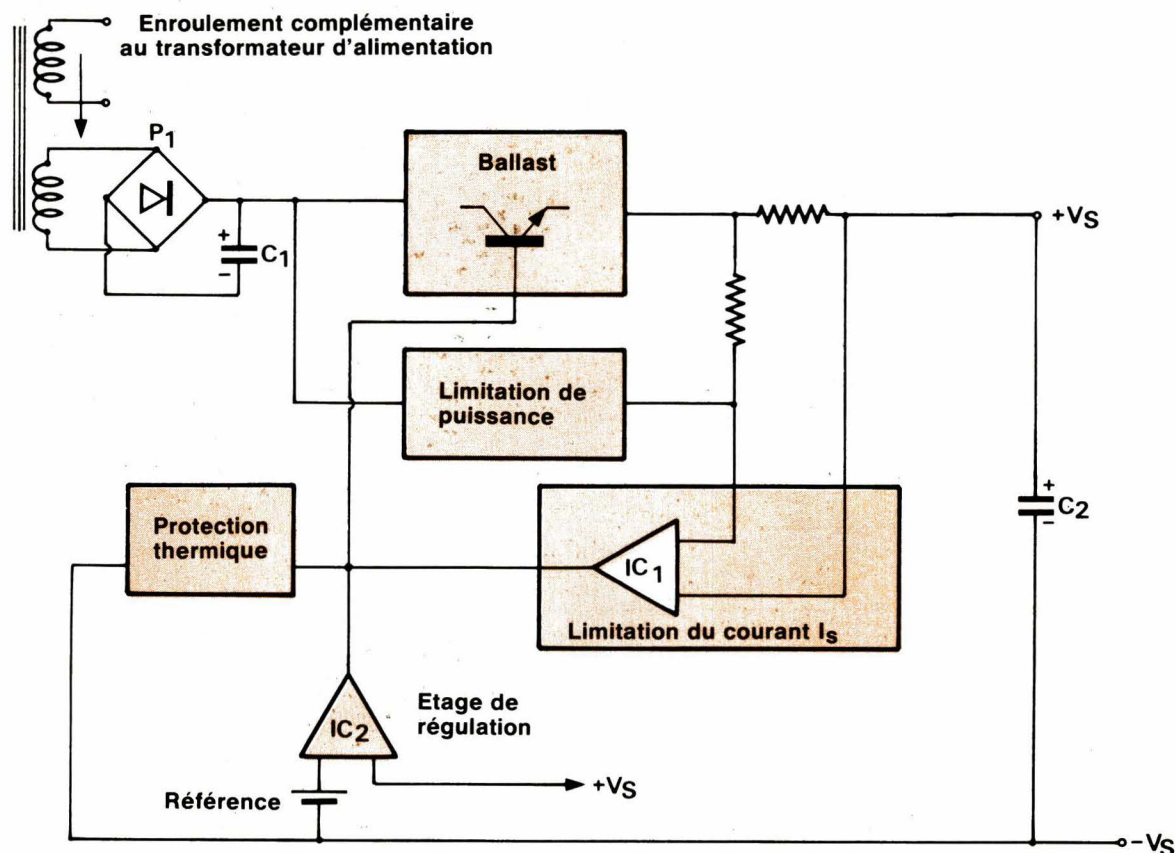 Enroulement complémentaire
au transformateur d'alimentation
P1
Ballast
+
C1
−
+VS
Limitation de
puissance
Protection
thermique
IC1
Limitation du courant IS
+
C2
−
Etage de
régulation
IC2
Référence
+VS
−VS